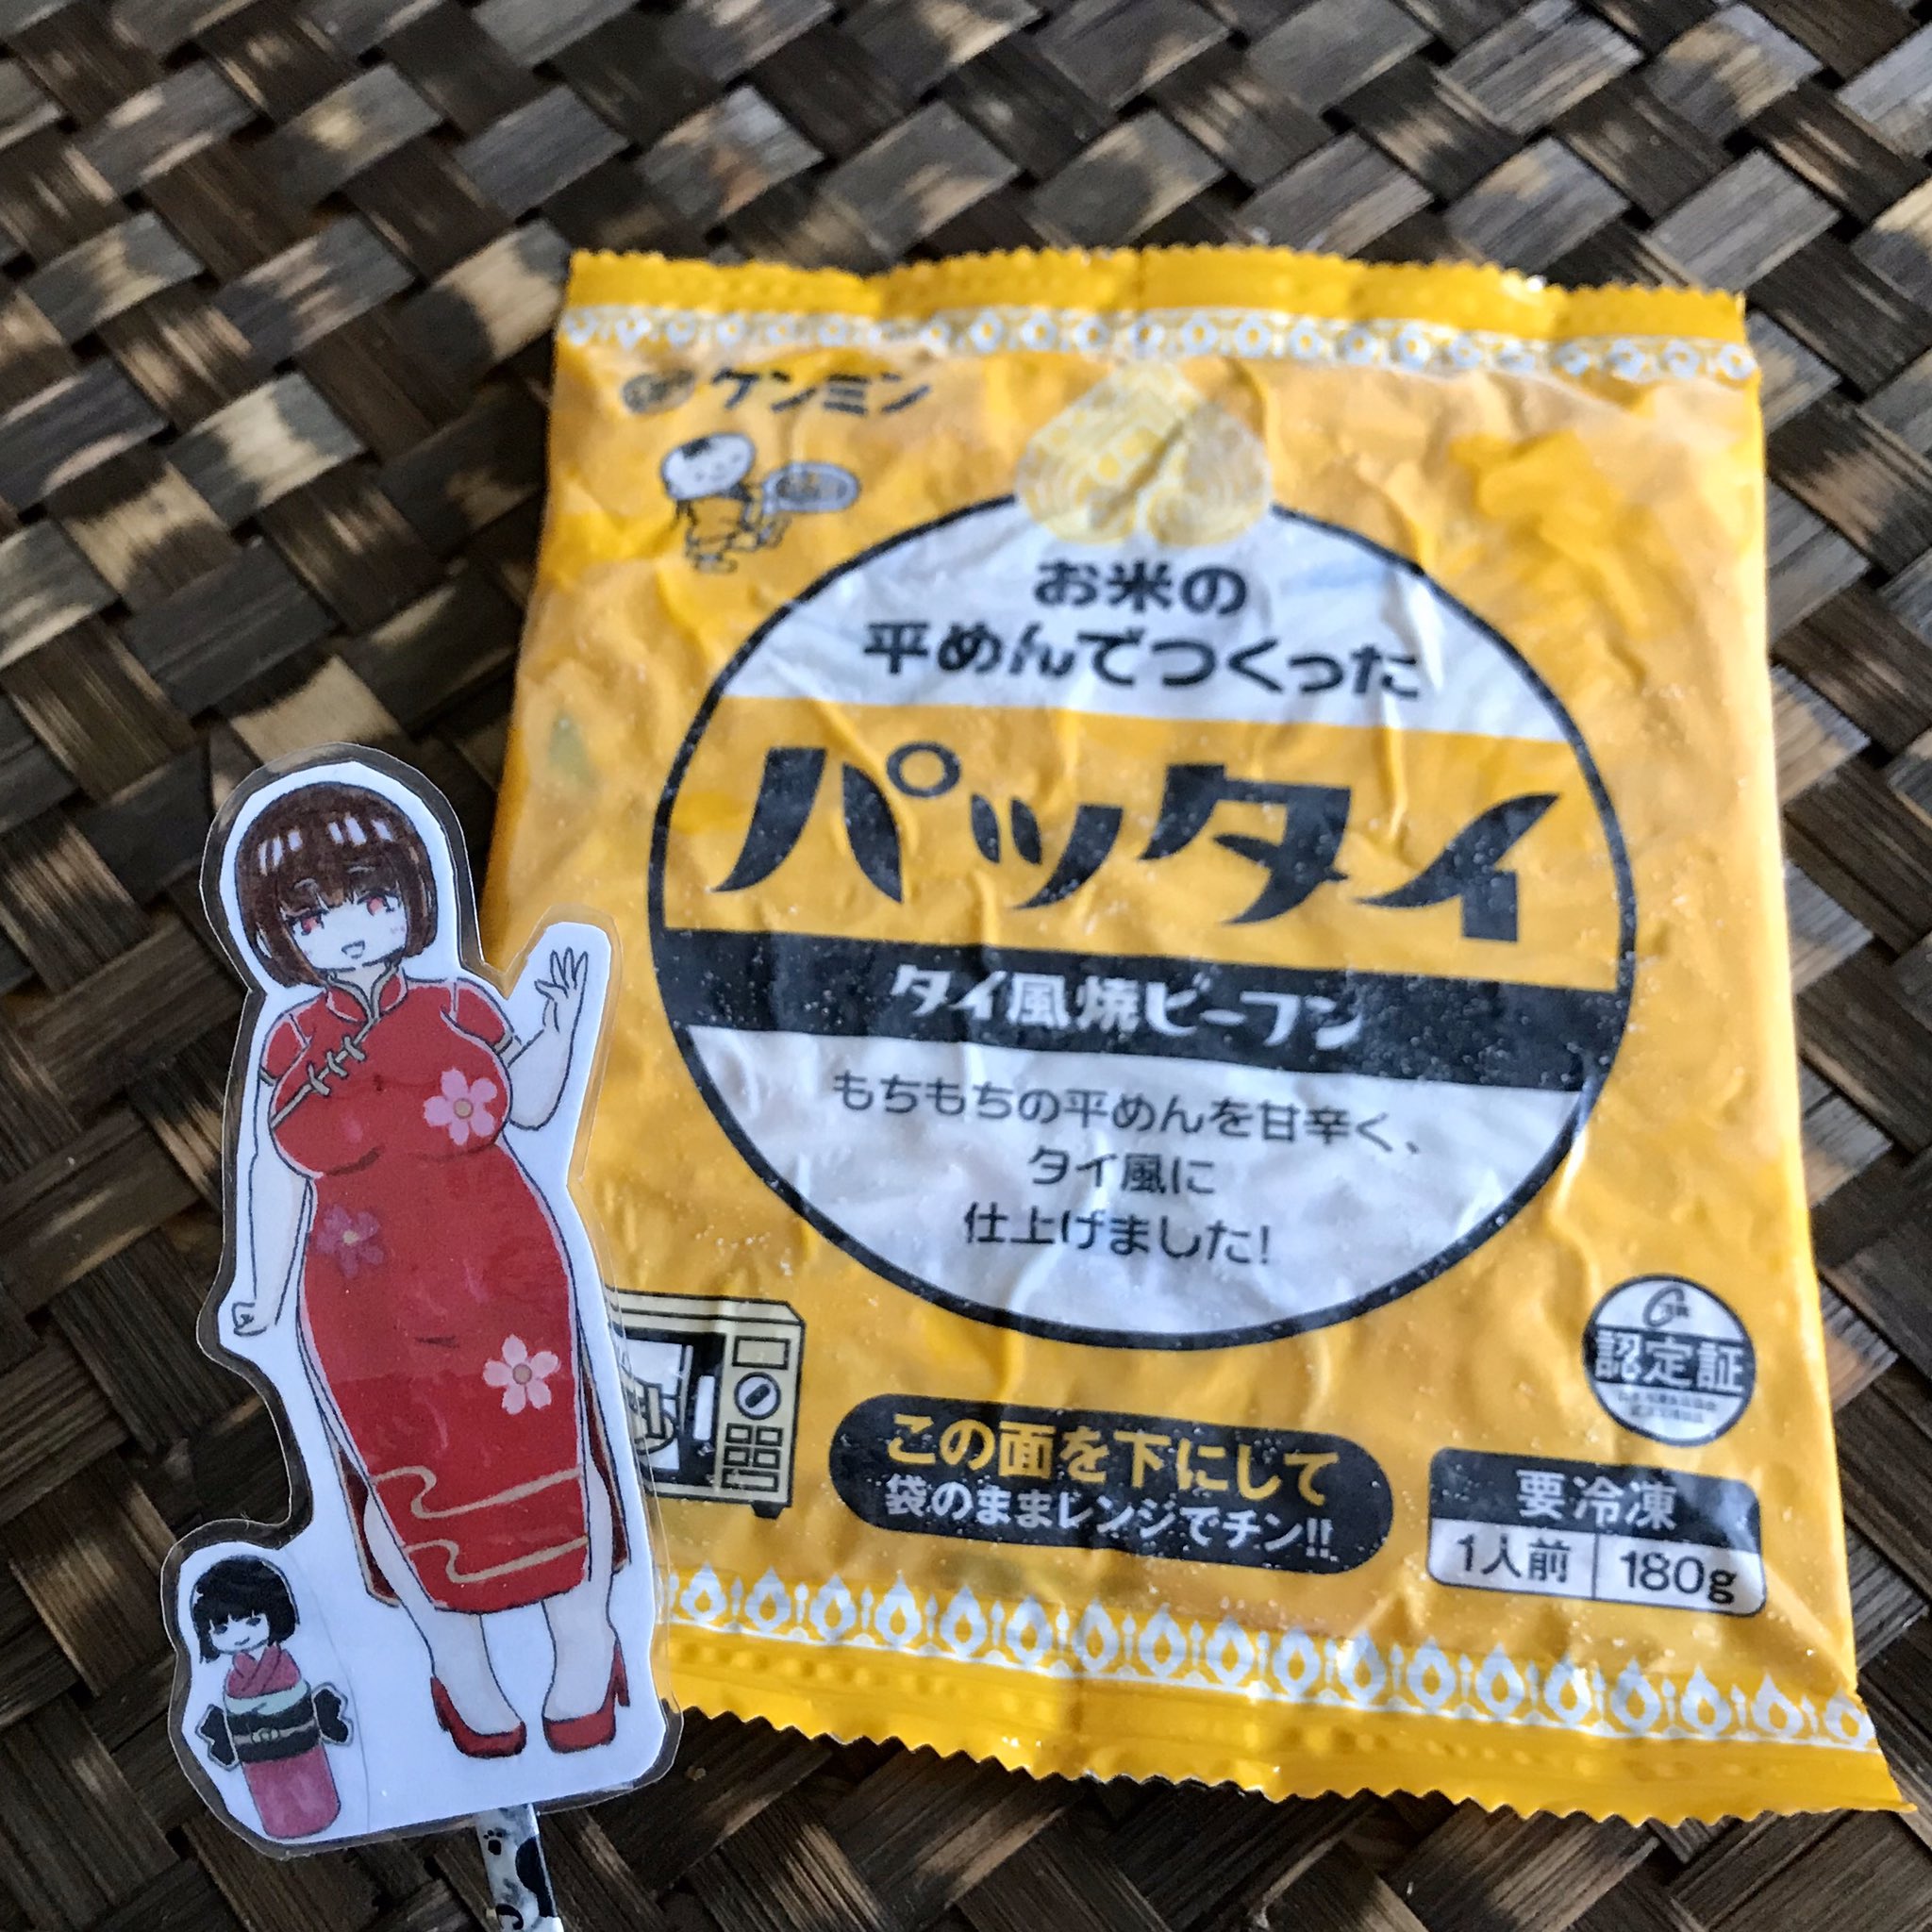 ケンミン
お米の
平めんでつくった
パッタイ
タイ風焼ビーフン
もちもちの平めんを甘辛く、
タイ風に
仕上げました!
認定証
この面を下にして
袋のままレンジでチン!!
要冷凍
1人前 180g